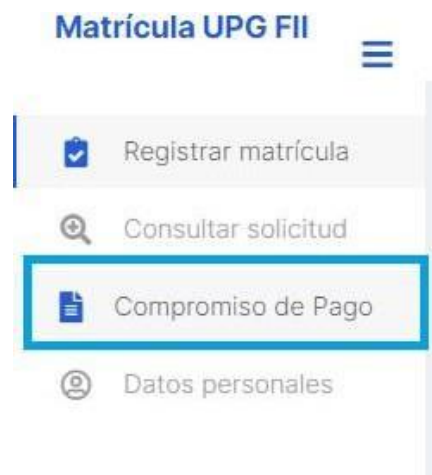 Matrícula UPG FII
Registrar matrícula
Consultar solicitud
Compromiso de Pago
Datos personales